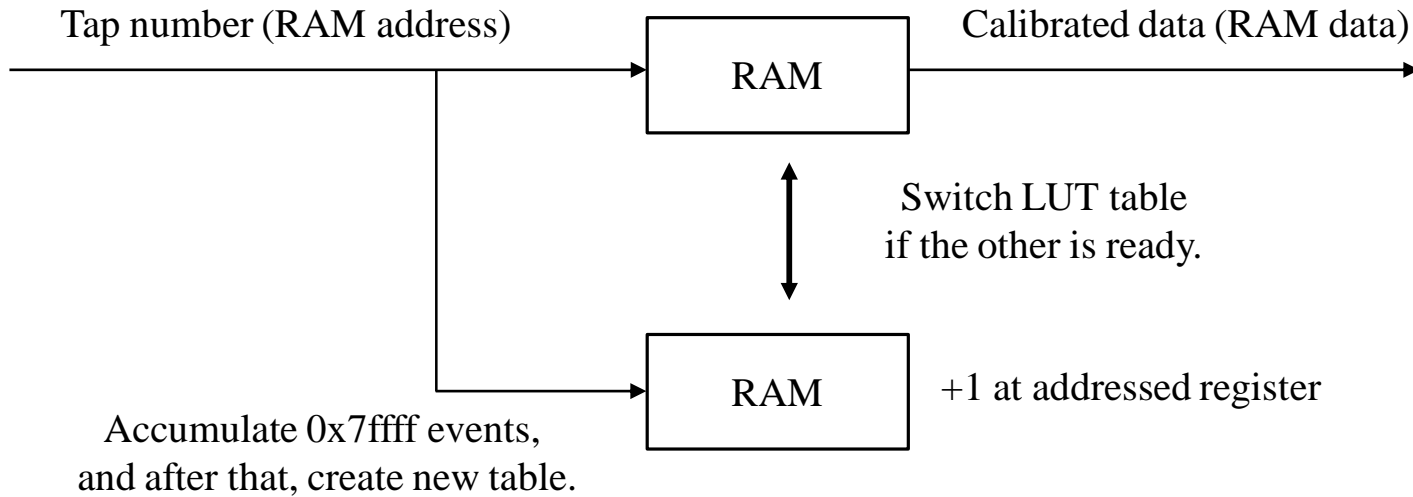 Tap number (RAM address)
Calibrated data (RAM data)
RAM
Switch LUT table
if the other is ready.
RAM
+1 at addressed register
Accumulate 0x7ffff events,
and after that, create new table.